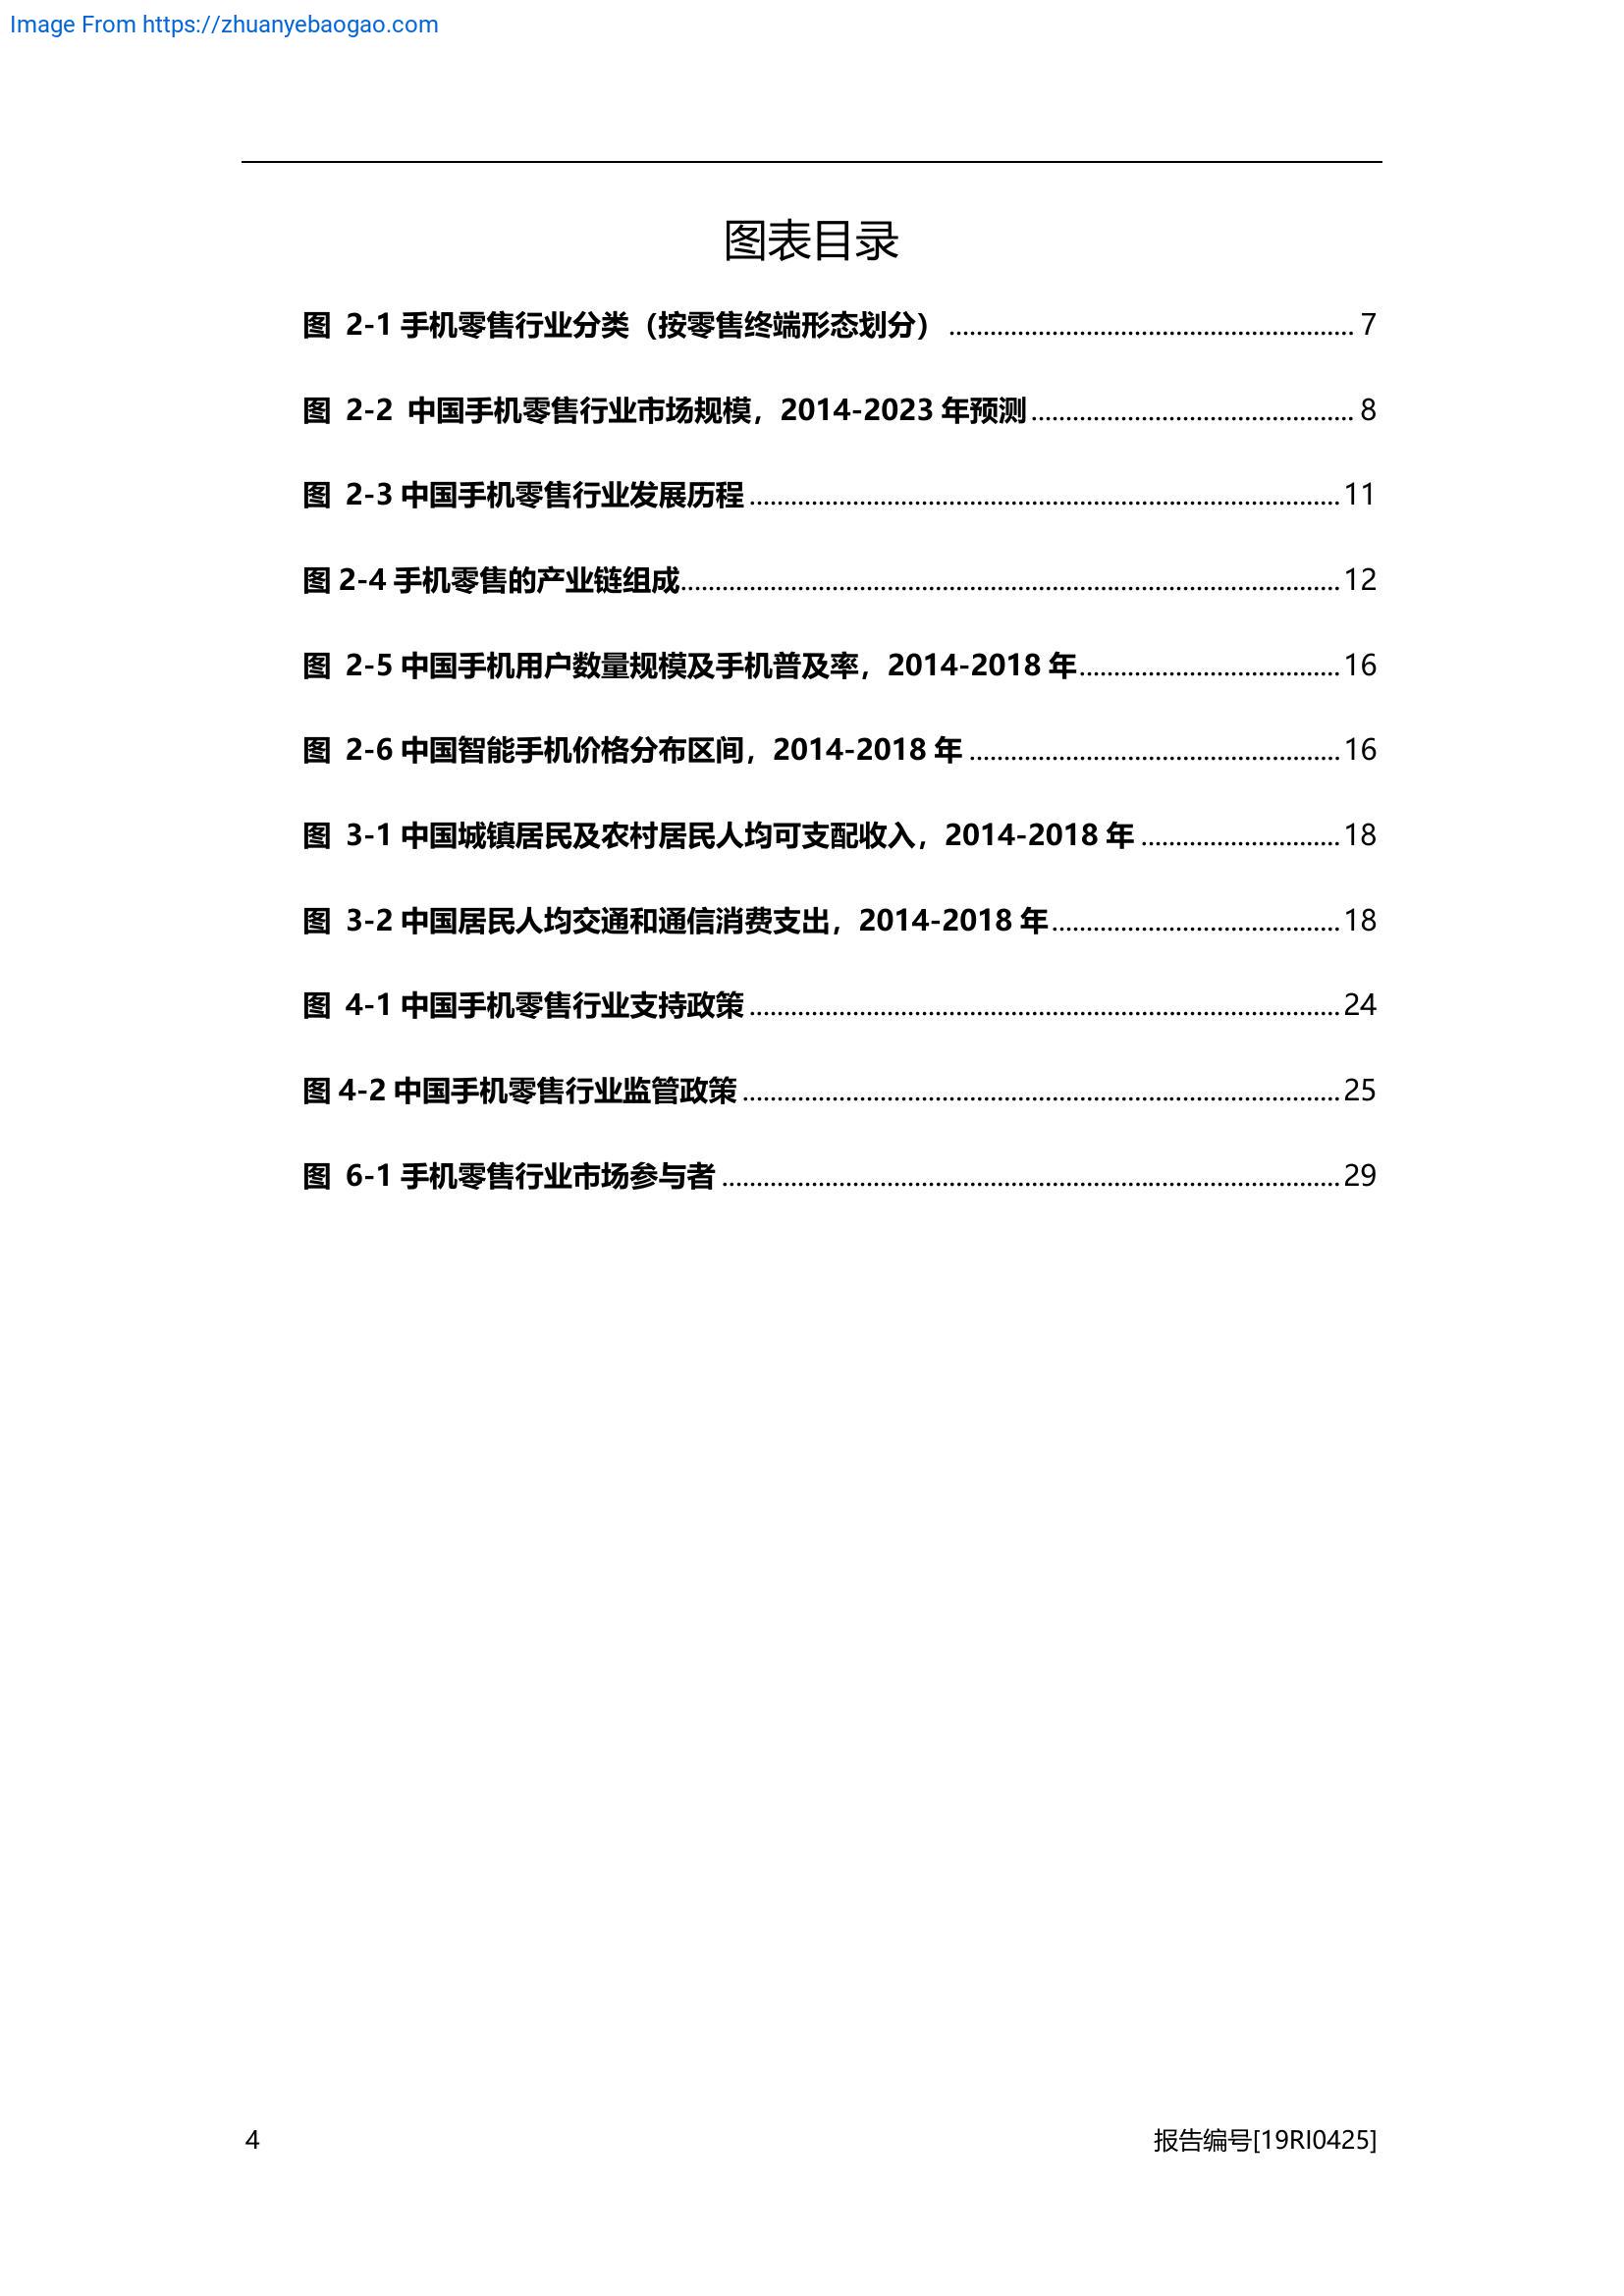 Image From https://zhuanyebaogao.com
图表目录
图 2-1 手机零售行业分类（按零售终端形态划分） ........................................................... 7
图 2-2 中国手机零售行业市场规模，2014-2023 年预测 ............................................... 8
图 2-3 中国手机零售行业发展历程 ...................................................................................... 11
图 2-4 手机零售的产业链组成................................................................................................ 12
图 2-5 中国手机用户数量规模及手机普及率，2014-2018 年...................................... 16
图 2-6 中国智能手机价格分布区间，2014-2018 年 ...................................................... 16
图 3-1 中国城镇居民及农村居民人均可支配收入，2014-2018 年 ............................. 18
图 3-2 中国居民人均交通和通信消费支出，2014-2018 年.......................................... 18
图 4-1 中国手机零售行业支持政策 ...................................................................................... 24
图 4-2 中国手机零售行业监管政策 ....................................................................................... 25
图 6-1 手机零售行业市场参与者 .......................................................................................... 29
4 报告编号[19RI0425]